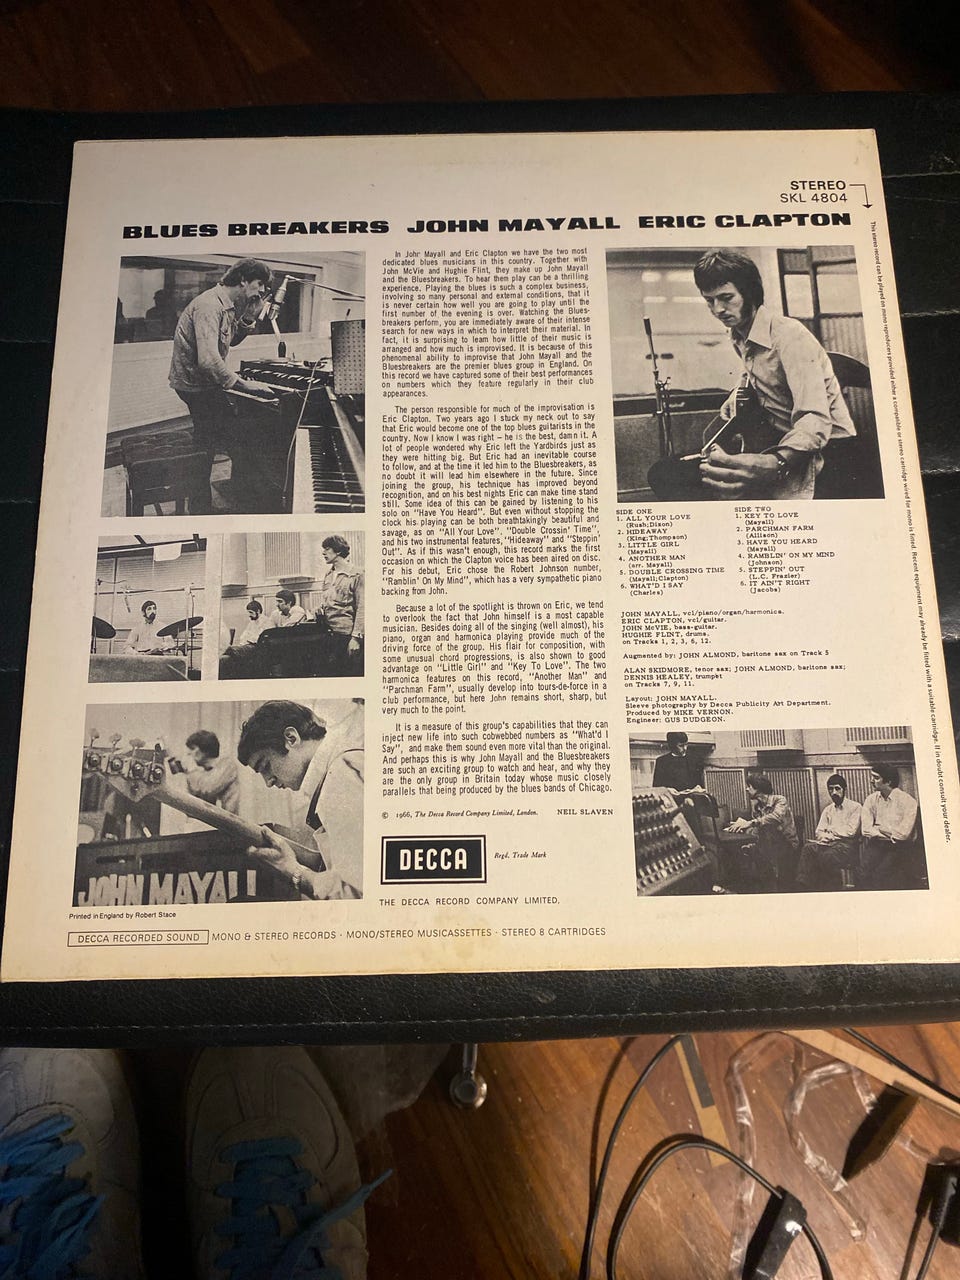 STEREO
SKL 4804
BLUES BREAKERS JOHN MAYALL ERIC CLAPTON
In John Mayall and Eric Clapton we have the two most
dedicated blues musicians in this country. Together with
John McVie and Hughie Flint, they make up John Mayall
and the Bluesbreakers. To hear them play can be a thrilling
experience. Playing the blues is such a complex business,
involving so many personal and external conditions, that it
is never certain how well you are going to play until the
first number of the evening is over. Watching the Blues-
breakers perform, you are immediately aware of their intense
search for new ways in which to interpret their material. In
fact, it is surprising to learn how little of their music is
arranged and how much is improvised. It is because of this
phenomenal ability to improvise that John Mayall and the
Bluesbreakers are the premier blues group in England. On
this record we have captured some of their best performances
on numbers which they feature regularly in their club
appearances.
The person responsible for much of the improvisation is
Eric Clapton. Two years ago I stuck my neck out to say
that Eric would become one of the top blues guitarists in the
country. Now I know I was right – he is the best, damn it. A
lot of people wondered why Eric left the Yardbirds just as
they were hitting big. But Eric had an inevitable course
to follow, and at the time it led him to the Bluesbreakers, as
no doubt it will lead him elsewhere in the future. Since
joining the group, his technique has improved beyond
recognition, and on his best nights Eric can make time stand
still. Some idea of this can be gained by listening to his
solo on "Have You Heard". But even without stopping the
clock his playing can be both breathtakingly beautiful and
savage, as on "All Your Love", "Double Crossin' Time",
and his two instrumental features, "Hideaway" and "Steppin'
Out". As if this wasn't enough, this record marks the first
occasion on which the Clapton voice has been aired on disc.
For his debut, Eric chose the Robert Johnson number,
"Ramblin' On My Mind", which has a very sympathetic piano
backing from John.
Because a lot of the spotlight is thrown on Eric, we tend
to overlook the fact that John himself is a most capable
musician. Besides doing all of the singing (well almost), his
piano, organ and harmonica playing provide much of the
driving force of the group. His flair for composition, with
some unusual chord progressions, is also shown to good
advantage on "Little Girl" and "Key To Love". The two
harmonica features on this record, "Another Man" and
"Parchman Farm", usually develop into tours-de-force in a
club performance, but here John remains short, sharp, but
very much to the point.
It is a measure of this group's capabilities that they can
inject new life into such cobwebbed numbers as "What'd I
Say", and make them sound even more vital than the original.
And perhaps this is why John Mayall and the Bluesbreakers
are such an exciting group to watch and hear, and why they
are the only group in Britain today whose music closely
parallels that being produced by the blues bands of Chicago.
© 1966, The Decca Record Company Limited, London. NEIL SLAVEN
DECCA
Regd. Trade Mark
THE DECCA RECORD COMPANY LIMITED,
SIDE ONE
1. ALL YOUR LOVE
(Rush;Dixon)
2. HIDEAWAY
(King;Thompson)
3. LITTLE GIRL
(Mayall)
4. ANOTHER MAN
(arr. Mayall)
5. DOUBLE CROSSING TIME
(Mayall;Clapton)
6. WHAT'D I SAY
(Charles)
SIDE TWO
1. KEY TO LOVE
(Mayall)
2. PARCHMAN FARM
(Allison)
3. HAVE YOU HEARD
(Mayall)
4. RAMBLIN' ON MY MIND
(Johnson)
5. STEPPIN' OUT
(L.C. Frazier)
6. IT AIN'T RIGHT
(Jacobs)
JOHN MAYALL, vcl/piano/organ/harmonica.
ERIC CLAPTON, vcl/guitar.
JOHN McVIE, bass-guitar.
HUGHIE FLINT, drums.
on Tracks 1, 2, 3, 6, 12.
Augmented by: JOHN ALMOND, baritone sax on Track 5
ALAN SKIDMORE, tenor sax; JOHN ALMOND, baritone sax;
DENNIS HEALEY, trumpet
on Tracks 7, 9, 11.
Layout: JOHN MAYALL.
Sleeve photography by Decca Publicity Art Department.
Produced by MIKE VERNON.
Engineer: GUS DUDGEON.
This stereo record can be played on mono reproducers provided either a compatible or stereo cartridge wired for mono is fitted. Recent equipment may already be fitted with a suitable cartridge. If in doubt consult your dealer.
JOHN MAYALL
Printed in England by Robert Stace
DECCA RECORDED SOUND MONO & STEREO RECORDS · MONO/STEREO MUSICASSETTES · STEREO 8 CARTRIDGES